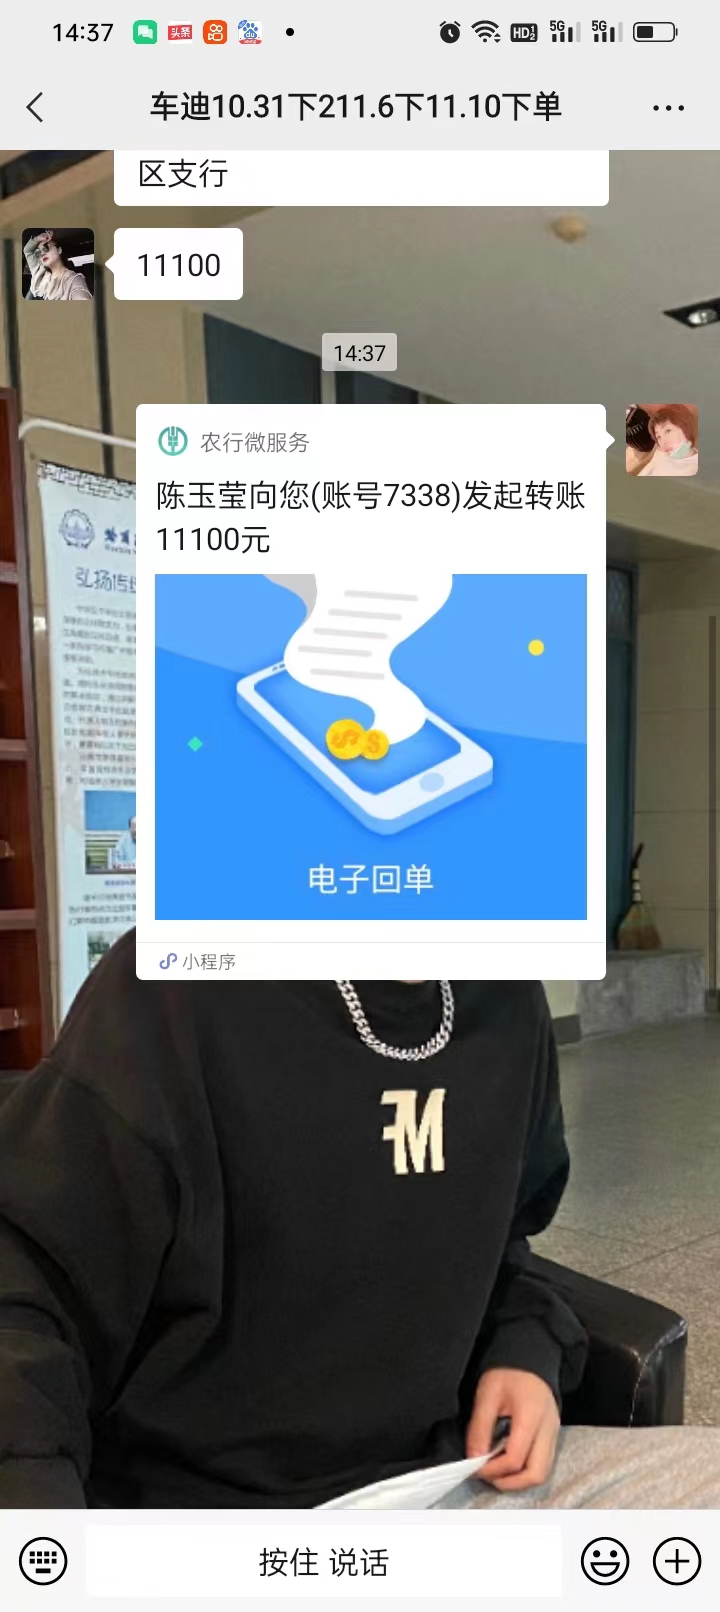 14:37
头条
du
HD
5G
5G
车迪10.31下211.6下11.10下单
区支行
11100
14:37
农行微服务
陈玉莹向您(账号7338)发起转账
11100元
弘扬传
电子回单
小程序
M
按住 说话